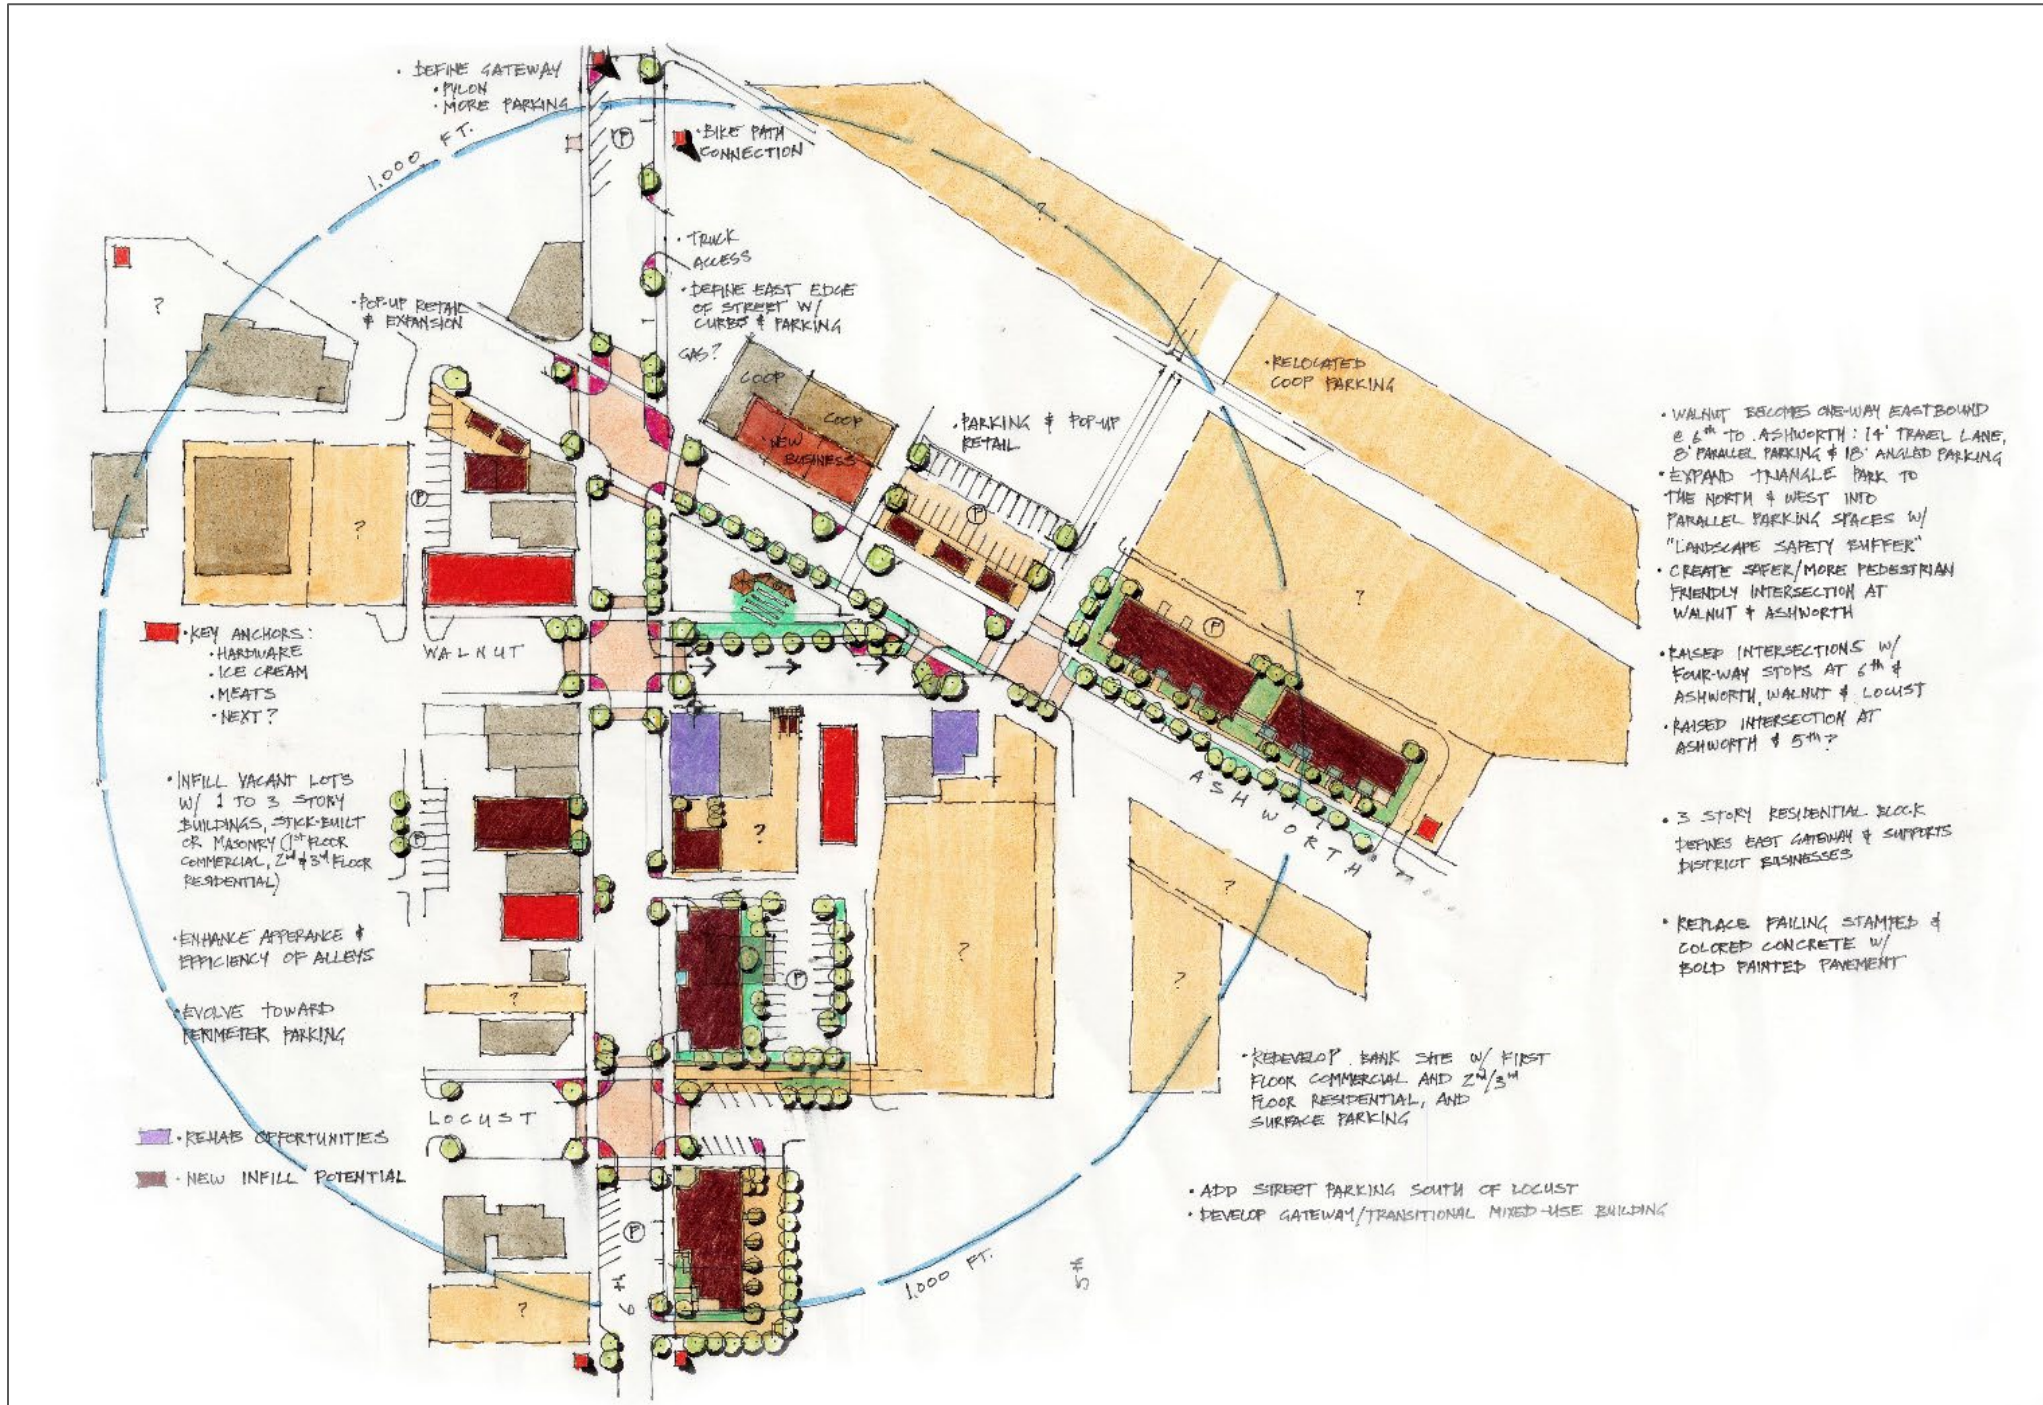 · DEFINE GATEWAY
· PYLON
· MORE PARKING
1,000 FT.
· BIKE PATH
CONNECTION
· TRUCK
ACCESS
· DEFINE EAST EDGE
OF STREET W/
CURBS & PARKING
GAS?
· POP-UP RETAIL
& EXPANSION
?
?
P
P
COOP
COOP
· NEW
BUSINESS
· PARKING & POP-UP
RETAIL
P
· RELOCATED
COOP PARKING
?
?
P
?
· WALNUT BECOMES ONE-WAY EASTBOUND
@ 6th TO ASHWORTH: 14' TRAVEL LANE,
8' PARALLEL PARKING & 18' ANGLED PARKING
· EXPAND TRIANGLE PARK TO
THE NORTH & WEST INTO
PARALLEL PARKING SPACES W/
"LANDSCAPE SAFETY BUFFER"
· CREATE SAFER/MORE PEDESTRIAN
FRIENDLY INTERSECTION AT
WALNUT & ASHWORTH
· RAISED INTERSECTIONS W/
FOUR-WAY STOPS AT 6th &
ASHWORTH, WALNUT & LOCUST
· RAISED INTERSECTION AT
ASHWORTH & 5th?
· 3 STORY RESIDENTIAL BLOCK
DEFINES EAST GATEWAY & SUPPORTS
DISTRICT BUSINESSES
· REPLACE FAILING STAMPED &
COLORED CONCRETE W/
BOLD PAINTED PAVEMENT
· KEY ANCHORS:
· HARDWARE
· ICE CREAM
· MEATS
· NEXT?
WALNUT
· INFILL VACANT LOTS
W/ 1 TO 3 STORY
BUILDINGS, STICK-BUILT
OR MASONRY (1st FLOOR
COMMERCIAL, 2nd & 3rd FLOOR
RESIDENTIAL)
· ENHANCE APPERANCE &
EFFICIENCY OF ALLEYS
· EVOLVE TOWARD
PERIMETER PARKING
P
?
?
P
?
ASHWORTH
?
?
LOCUST
· REHAB OPPORTUNITIES
· NEW INFILL POTENTIAL
P
6th
?
1,000 FT.
5th
· REDEVELOP BANK SITE W/ FIRST
FLOOR COMMERCIAL AND 2nd/3rd
FLOOR RESIDENTIAL, AND
SURFACE PARKING
· ADD STREET PARKING SOUTH OF LOCUST
· DEVELOP GATEWAY/TRANSITIONAL MIXED-USE BUILDING